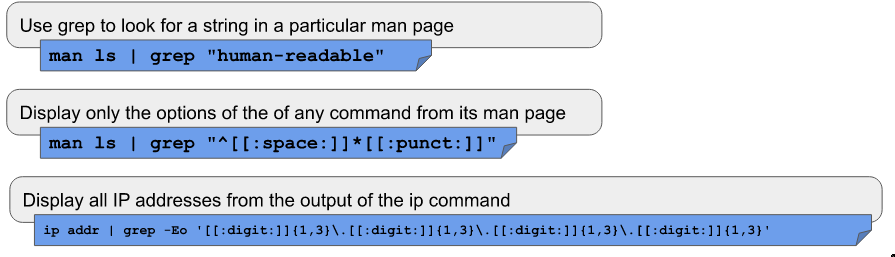 Use grep to look for a string in a particular man page
man ls | grep "human-readable"
Display only the options of the of any command from its man page
man ls | grep "^[[:space:]]*[[:punct:]]"
Display all IP addresses from the output of the ip command
ip addr | grep -Eo '[[:digit:]]{1,3}\.[[:digit:]]{1,3}\.[[:digit:]]{1,3}\.[[:digit:]]{1,3}'